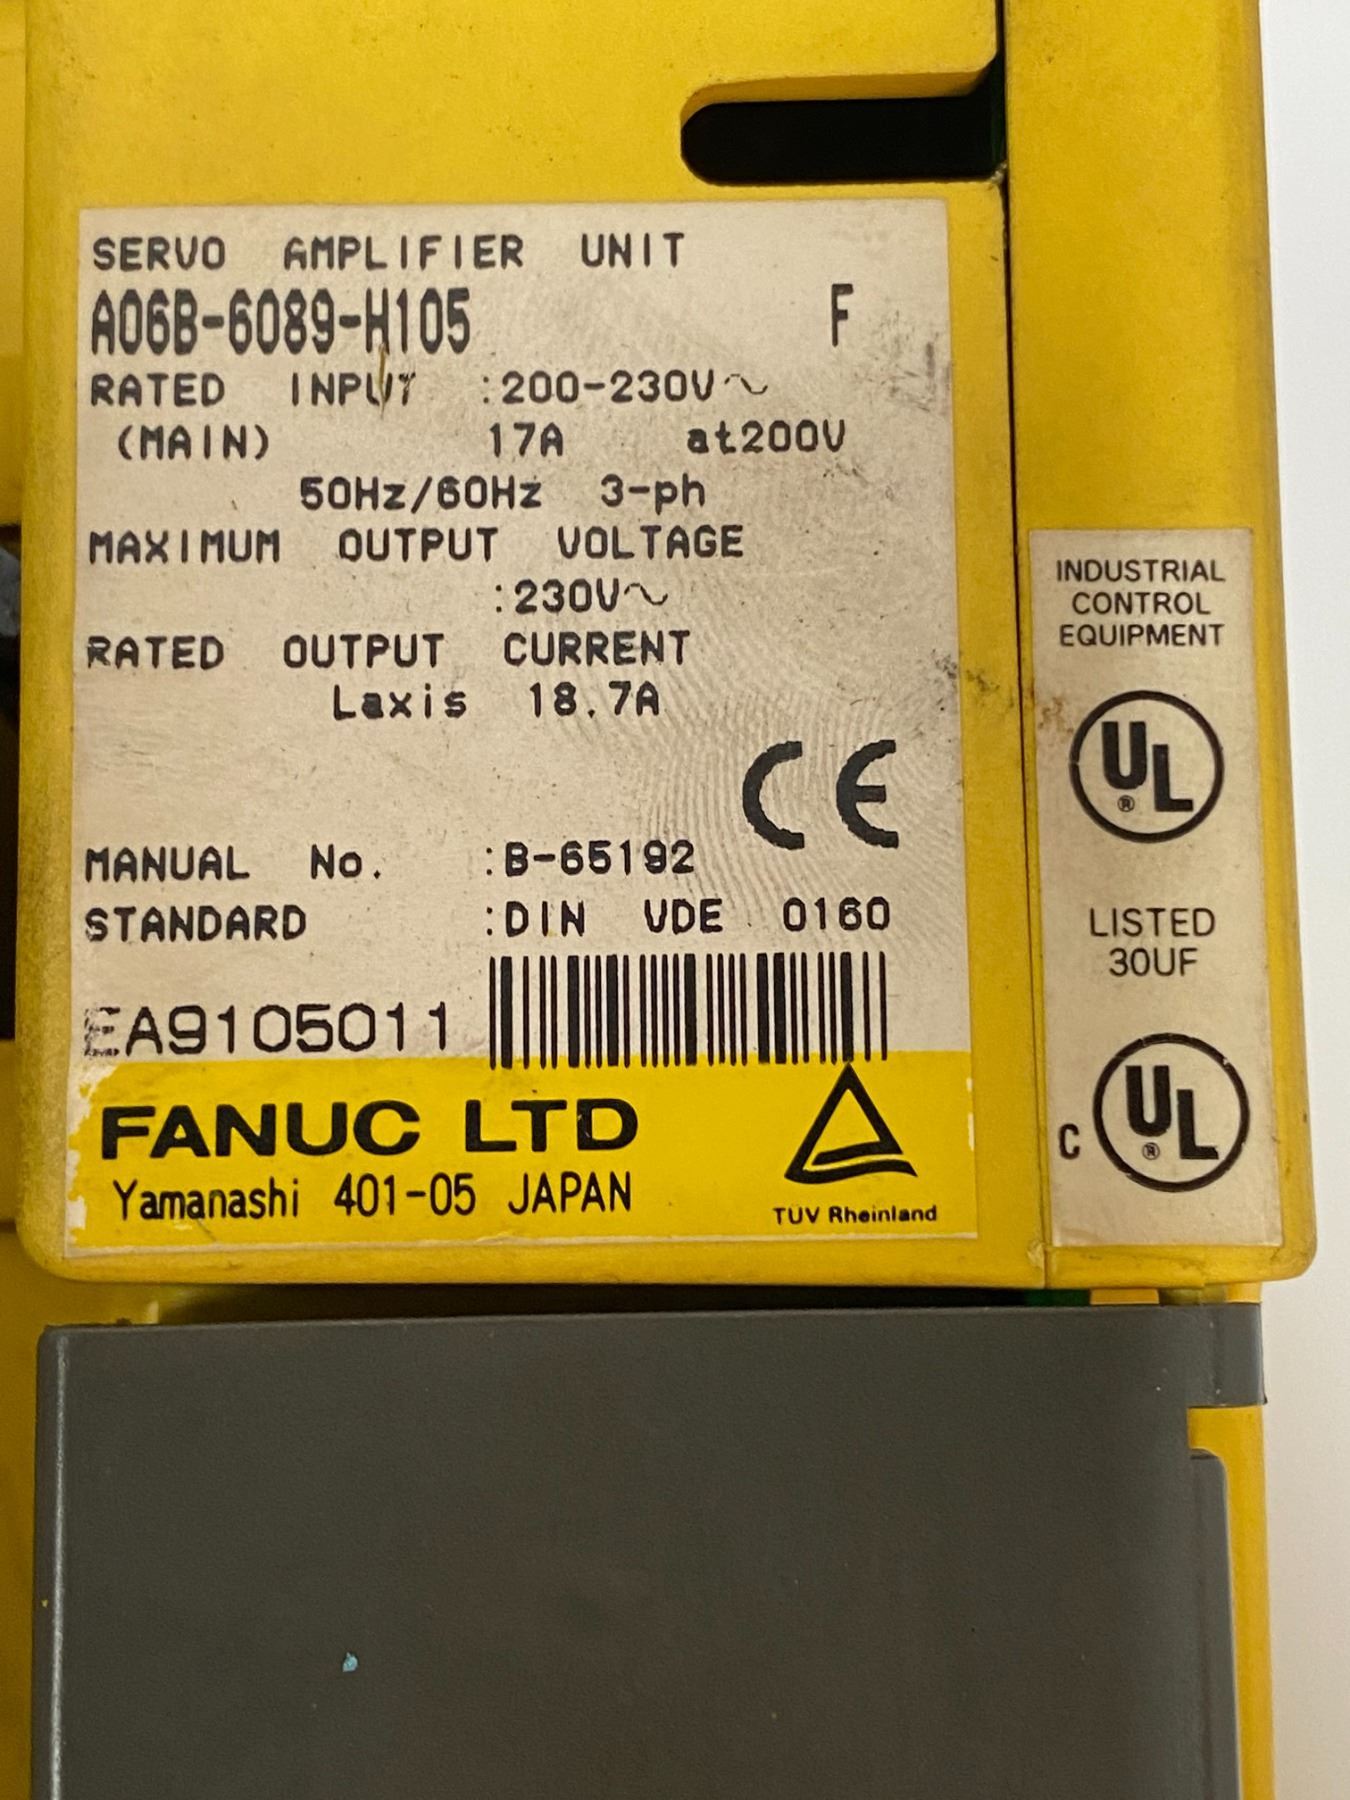 SERVO AMPLIFIER UNIT
A06B-6089-H105 F
RATED INPUT :200-230V~
(MAIN) 17A at200V
50Hz/60Hz 3-ph
MAXIMUM OUTPUT VOLTAGE
:230V~
RATED OUTPUT CURRENT
Laxis 18.7A
CE
MANUAL No. :B-65192
STANDARD :DIN VDE 0160
EA9105011
FANUC LTD
Yamanashi 401-05 JAPAN
TUV Rheinland
INDUSTRIAL
CONTROL
EQUIPMENT
UL ®
LISTED
30UF
C UL ®